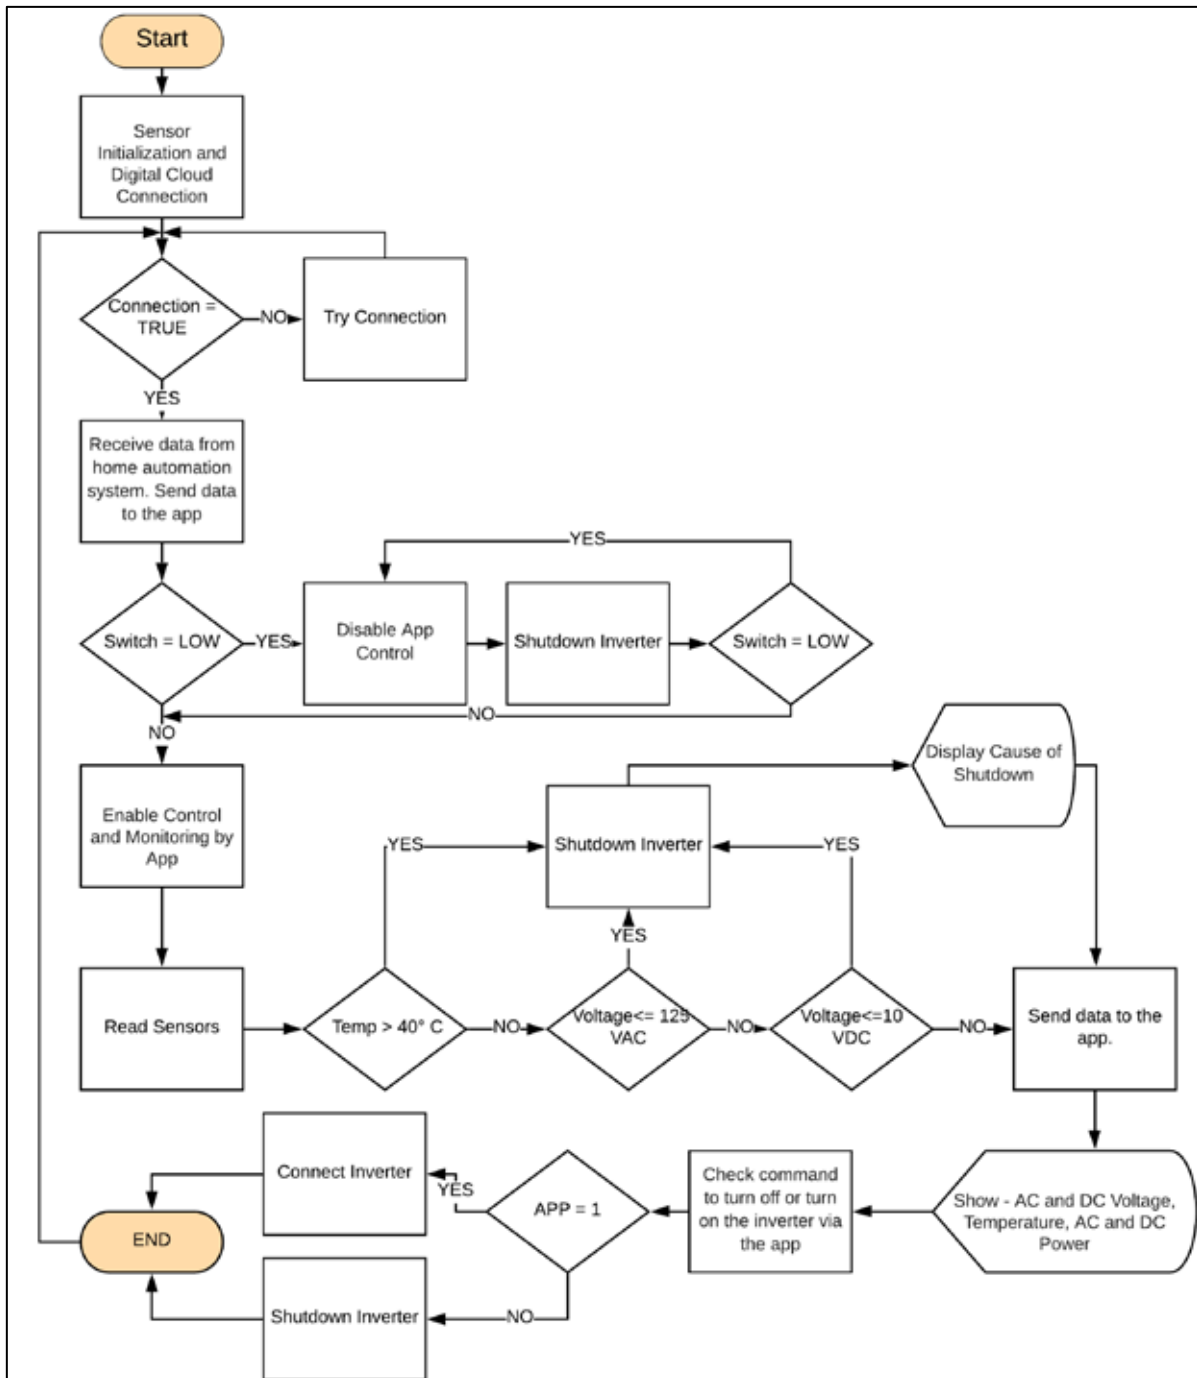 Start
Sensor
Initialization and
Digital Cloud
Connection
Connection =
TRUE
NO
Try Connection
YES
Receive data from
home automation
system. Send data
to the app
YES
Switch = LOW
YES
Disable App
Control
Shutdown Inverter
Switch = LOW
NO
NO
Enable Control
and Monitoring by
App
Display Cause of
Shutdown
YES
Shutdown Inverter
YES
YES
Read Sensors
Temp > 40° C
NO
Voltage<= 125
VAC
NO
Voltage<=10
VDC
NO
Send data to the
app.
Show - AC and DC Voltage,
Temperature, AC and DC
Power
Check command
to turn off or turn
on the inverter via
the app
APP = 1
YES
Connect Inverter
END
NO
Shutdown Inverter